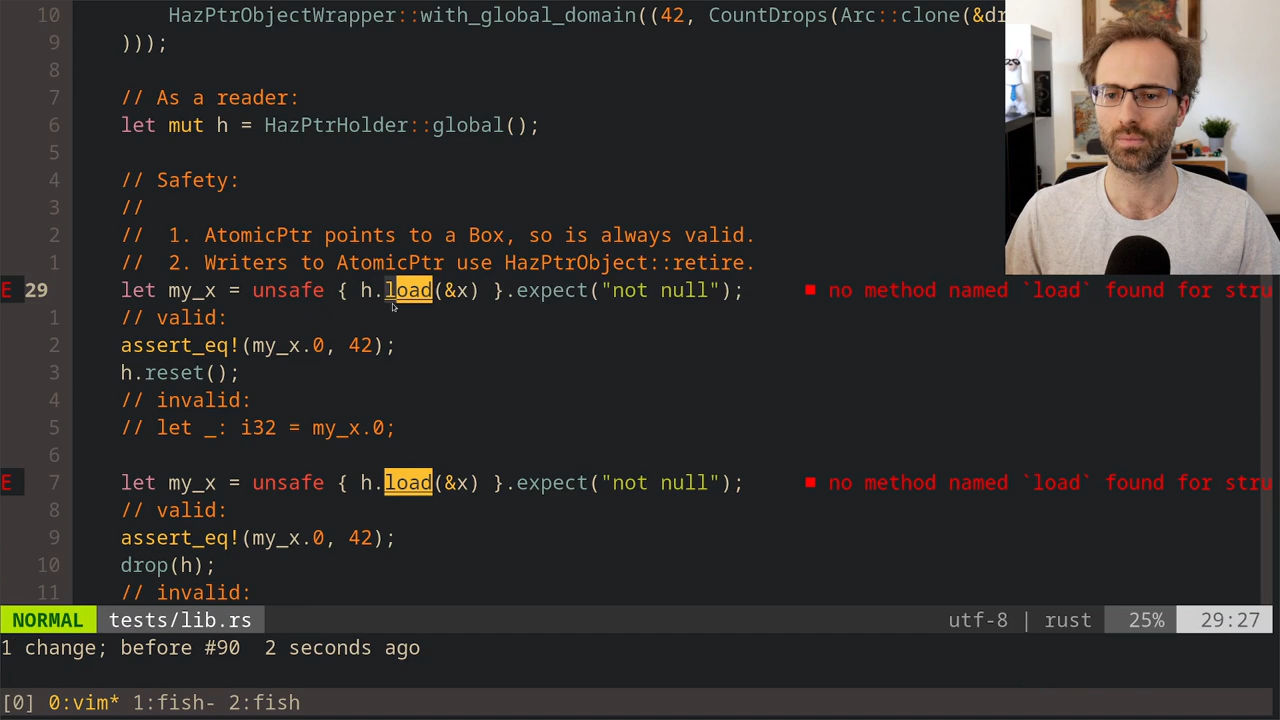 10 HazPtrObjectWrapper::with_global_domain((42, CountDrops(Arc::clone(&dr
9 )));
8
7 // As a reader:
6 let mut h = HazPtrHolder::global();
5
4 // Safety:
3 //
2 //  1. AtomicPtr points to a Box, so is always valid.
1 //  2. Writers to AtomicPtr use HazPtrObject::retire.
E 29 let my_x = unsafe { h.load(&x) }.expect("not null"); ■ no method named `load` found for stru
1 // valid:
2 assert_eq!(my_x.0, 42);
3 h.reset();
4 // invalid:
5 // let _: i32 = my_x.0;
6
E 7 let my_x = unsafe { h.load(&x) }.expect("not null"); ■ no method named `load` found for stru
8 // valid:
9 assert_eq!(my_x.0, 42);
10 drop(h);
11 // invalid:
NORMAL tests/lib.rs utf-8 | rust 25% 29:27
1 change; before #90  2 seconds ago
[0] 0:vim* 1:fish- 2:fish